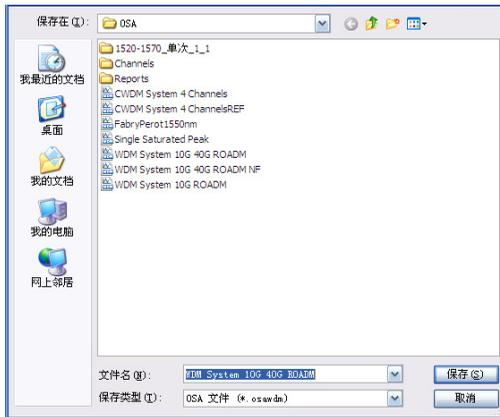 保存在(I): OSA
我最近的文档
桌面
我的文档
我的电脑
网上邻居
1520-1570_单次_1_1
Channels
Reports
CWDM System 4 Channels
CWDM System 4 ChannelsREF
FabryPerot1550nm
Single Saturated Peak
WDM System 10G 40G ROADM
WDM System 10G 40G ROADM NF
WDM System 10G ROADM
文件名(N): WDM System 10G 40G ROADM 保存(S)
保存类型(T): OSA 文件 (*.osawdm) 取消